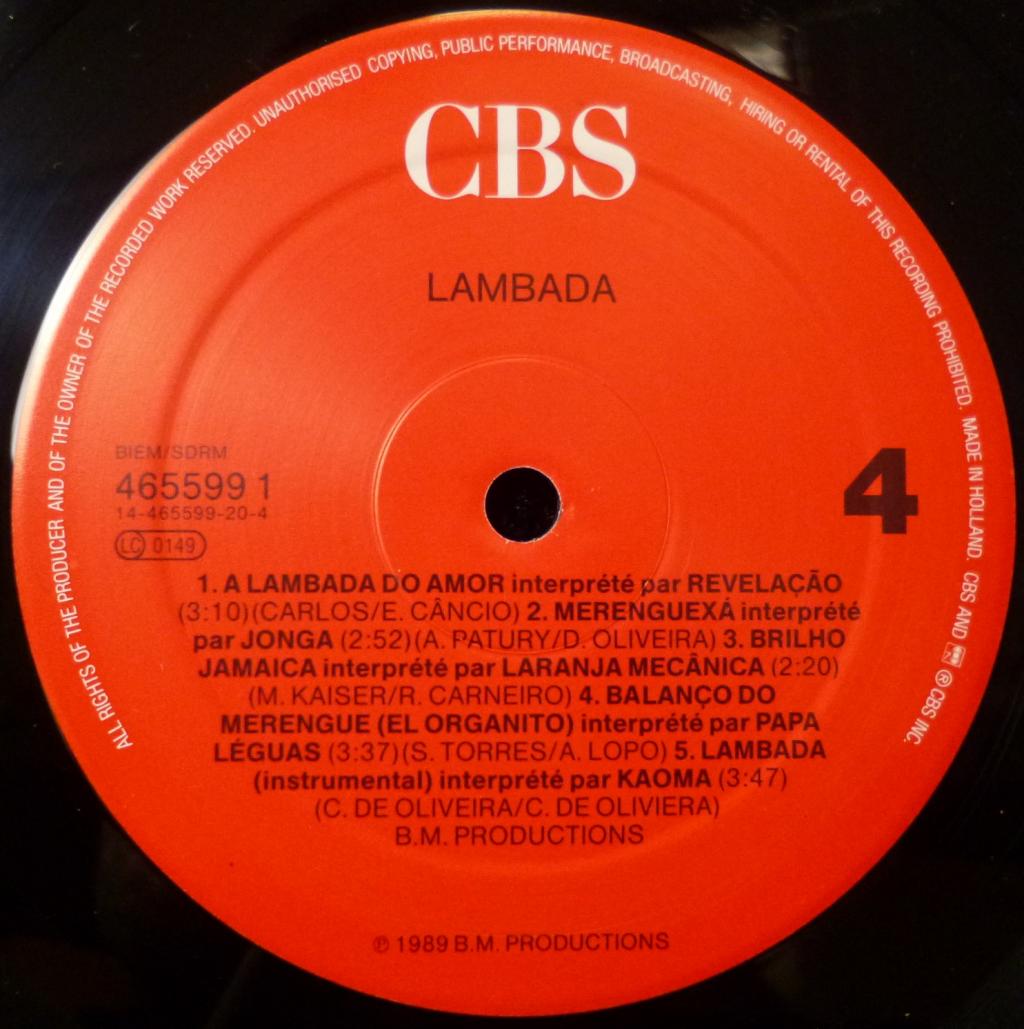 ALL RIGHTS OF THE PRODUCER AND OF THE OWNER OF THE RECORDED WORK RESERVED. UNAUTHORISED COPYING, PUBLIC PERFORMANCE, BROADCASTING, HIRING OR RENTAL OF THIS RECORDING PROHIBITED. MADE IN HOLLAND. CBS AND ® CBS INC.
CBS
LAMBADA
BIEM/SDRM
465599 1
14-465599-20-4
LC 0149
4
1. A LAMBADA DO AMOR interprété par REVELAÇÃO
(3:10)(CARLOS/E. CÂNCIO) 2. MERENGUEXÁ interprété
par JONGA (2:52)(A. PATURY/D. OLIVEIRA) 3. BRILHO
JAMAICA interprété par LARANJA MECÂNICA (2:20)
(M. KAISER/R. CARNEIRO) 4. BALANÇO DO
MERENGUE (EL ORGANITO) interprété par PAPA
LÉGUAS (3:37)(S. TORRES/A. LOPO) 5. LAMBADA
(instrumental) interprété par KAOMA (3:47)
(C. DE OLIVEIRA/C. DE OLIVIERA)
B.M. PRODUCTIONS
℗ 1989 B.M. PRODUCTIONS